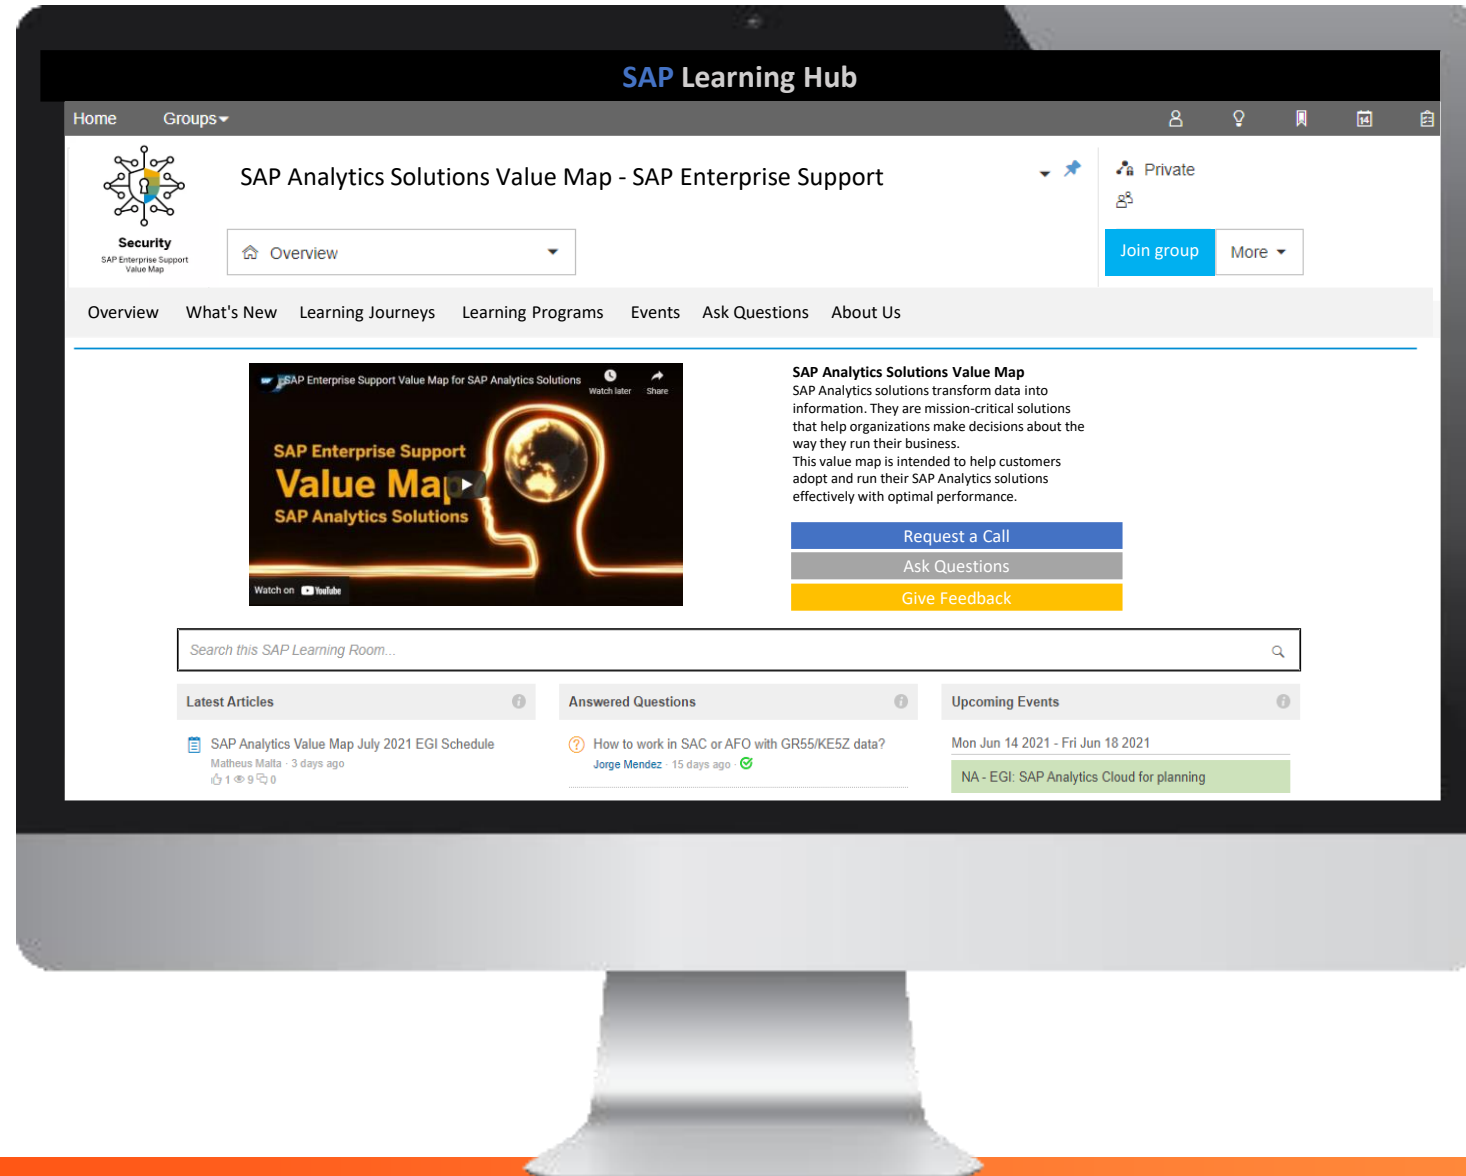 SAP Learning Hub
Home Groups
14
SAP Analytics Solutions Value Map - SAP Enterprise Support
Private
Security
SAP Enterprise Support
Value Map
Overview
Join group More
Overview What's New Learning Journeys Learning Programs Events Ask Questions About Us
SAP Enterprise Support Value Map for SAP Analytics Solutions
Watch later Share
SAP Enterprise Support
Value Map
SAP Analytics Solutions
Watch on YouTube
SAP Analytics Solutions Value Map
SAP Analytics solutions transform data into
information. They are mission-critical solutions
that help organizations make decisions about the
way they run their business.
This value map is intended to help customers
adopt and run their SAP Analytics solutions
effectively with optimal performance.
Request a Call
Ask Questions
Give Feedback
Search this SAP Learning Room...
Latest Articles
SAP Analytics Value Map July 2021 EGI Schedule
Matheus Malta · 3 days ago
1 9 0
Answered Questions
How to work in SAC or AFO with GR55/KE5Z data?
Jorge Mendez · 15 days ago ·
Upcoming Events
Mon Jun 14 2021 - Fri Jun 18 2021
NA - EGI: SAP Analytics Cloud for planning